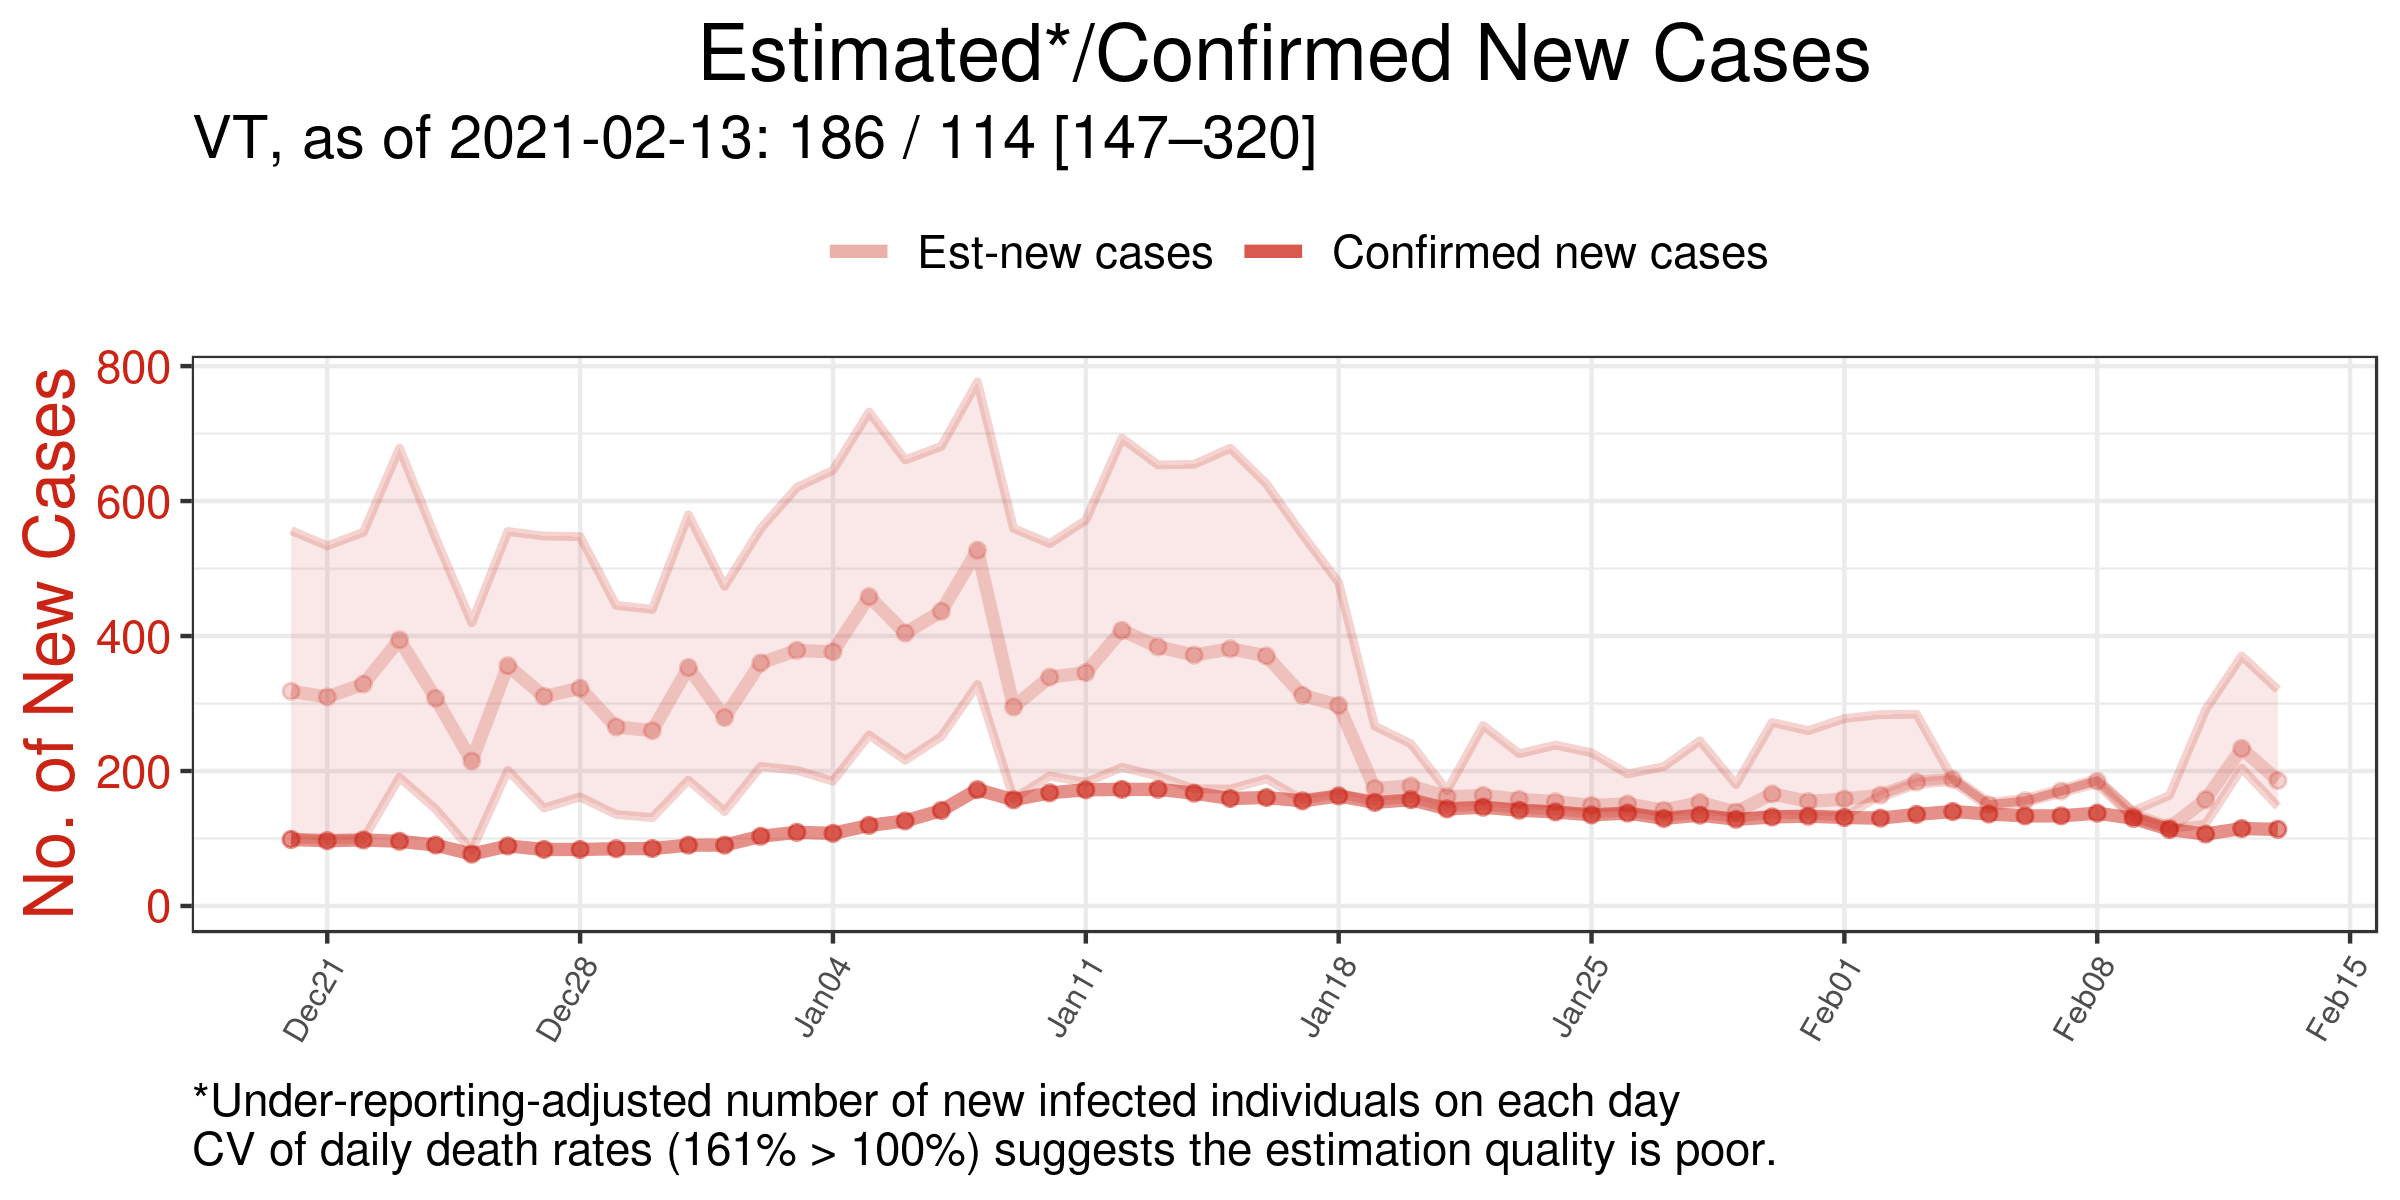 Estimated*/Confirmed New Cases
VT, as of 2021-02-13: 186 / 114 [147–320]
Est-new cases
Confirmed new cases
No. of New Cases
800
600
400
200
0
Dec21
Dec28
Jan04
Jan11
Jan18
Jan25
Feb01
Feb08
Feb15
*Under-reporting-adjusted number of new infected individuals on each day
CV of daily death rates (161% > 100%) suggests the estimation quality is poor.